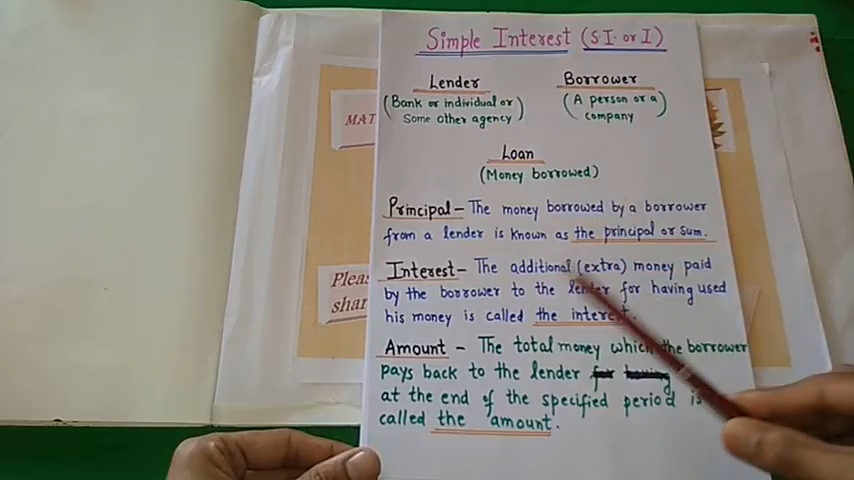 Simple Interest (S.I. or I)
Lender
Borrower
(Bank or individual or
Some other agency)
(A person or a
company)
Loan
(Money borrowed)
Principal - The money borrowed by a borrower
from a lender is known as the principal or sum.
Interest - The additional (extra) money paid
by the borrower to the lender for having used
his money is called the interest.
Amount - The total money which the borrower
pays back to the lender
at the end of the specified period is
called the amount.
MAT
Please
shar